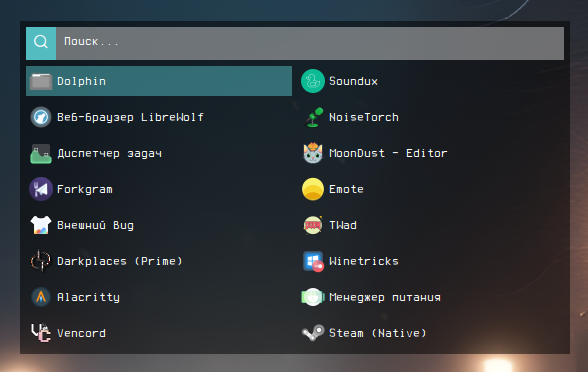 Поиск...
Dolphin
Soundux
Веб-браузер LibreWolf
NoiseTorch
Диспетчер задач
MoonDust - Editor
Forkgram
Emote
Внешний Bug
TWad
Darkplaces (Prime)
Winetricks
Alacritty
Менеджер питания
Vencord
Steam (Native)